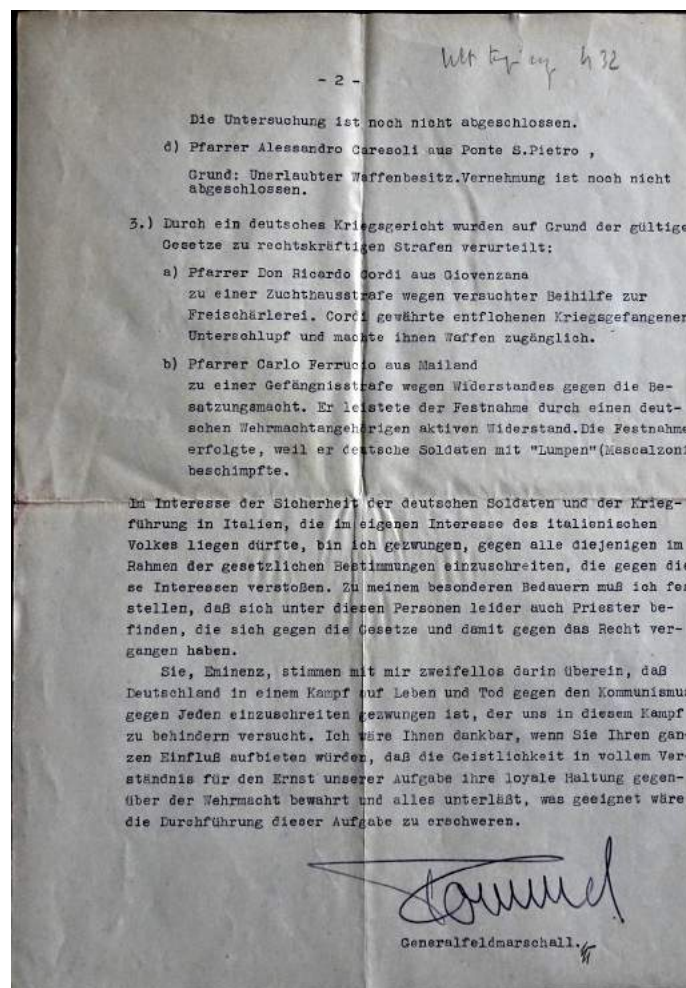 - 2 -
Die Untersuchung ist noch nicht abgeschlossen.
d) Pfarrer Alessandro Caresoli aus Ponte S.Pietro ,
Grund: Unerlaubter Waffenbesitz.Vernehmung ist noch nicht
abgeschlossen.
3.) Durch ein deutsches Kriegsgericht wurden auf Grund der gültige
Gesetze zu rechtskräftigen Strafen verurteilt:
a) Pfarrer Don Ricardo Cordi aus Giovenzana
zu einer Zuchthausstrafe wegen versuchter Beihilfe zur
Freischärlerei. Cordi gewährte entflohenen Kriegsgefangenen
Unterschlupf und machte ihnen Waffen zugänglich.
b) Pfarrer Carlo Ferrucio aus Mailand
zu einer Gefängnisstrafe wegen Widerstandes gegen die Be-
satzungsmacht. Er leistete der Festnahme durch einen deut-
schen Wehrmachtangehörigen aktiven Widerstand.Die Festnahme
erfolgte, weil er deutsche Soldaten mit "Lumpen"(Mascalzoni
beschimpfte.
Im Interesse der Sicherheit der deutschen Soldaten und der Krieg-
führung in Italien, die im eigenen Interesse des italienischen
Volkes liegen dürfte, bin ich gezwungen, gegen alle diejenigen im
Rahmen der gesetzlichen Bestimmungen einzuschreiten, die gegen die
se Interessen verstoßen. Zu meinem besonderen Bedauern muß ich fes
stellen, daß sich unter diesen Personen leider auch Priester be-
finden, die sich gegen die Gesetze und damit gegen das Recht ver-
gangen haben.
Sie, Eminenz, stimmen mit mir zweifellos darin überein, daß
Deutschland in einem Kampf auf Leben und Tod gegen den Kommunismus
gegen Jeden einzuschreiten gezwungen ist, der uns in diesem Kampf
zu behindern versucht. Ich wäre Ihnen dankbar, wenn Sie Ihren gan-
zen Einfluß aufbieten würden, daß die Geistlichkeit in vollem Ver-
ständnis für den Ernst unserer Aufgabe ihre loyale Haltung gegen-
über der Wehrmacht bewahrt und alles unterläßt, was geeignet wäre
die Durchführung dieser Aufgabe zu erschweren.
Rommel
Generalfeldmarschall.